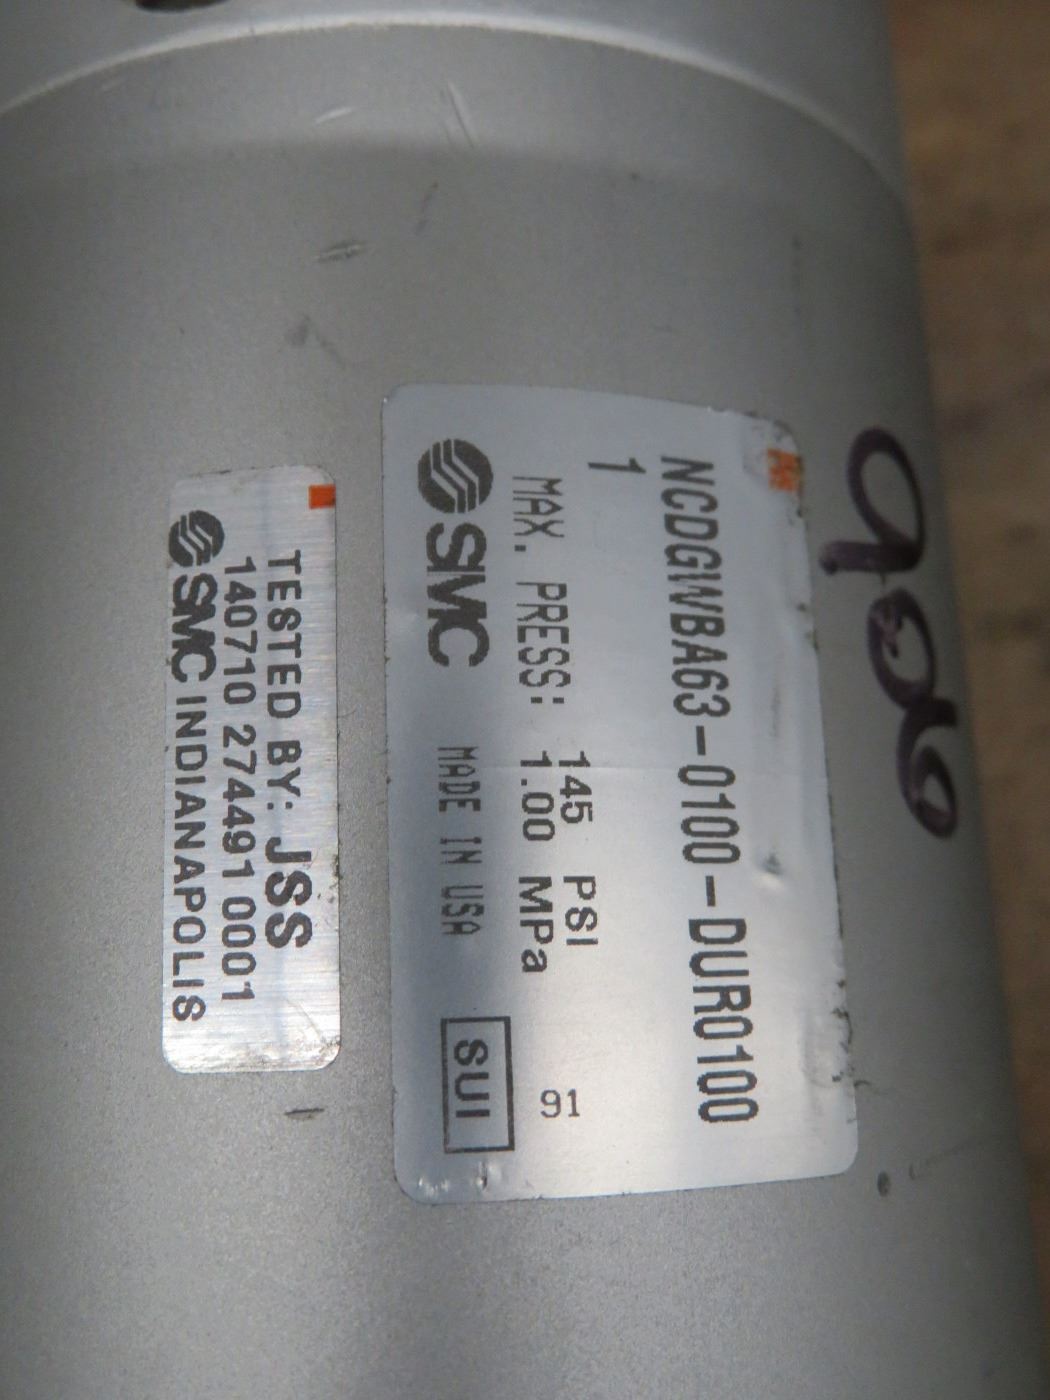 NCDGWBA63-0100-DUR0100
1
145 PSI
MAX. PRESS: 1.00 MPa
91
SMC MADE IN USA SUI
TESTED BY: JSS
140710 274491 0001
SMC INDIANAPOLIS